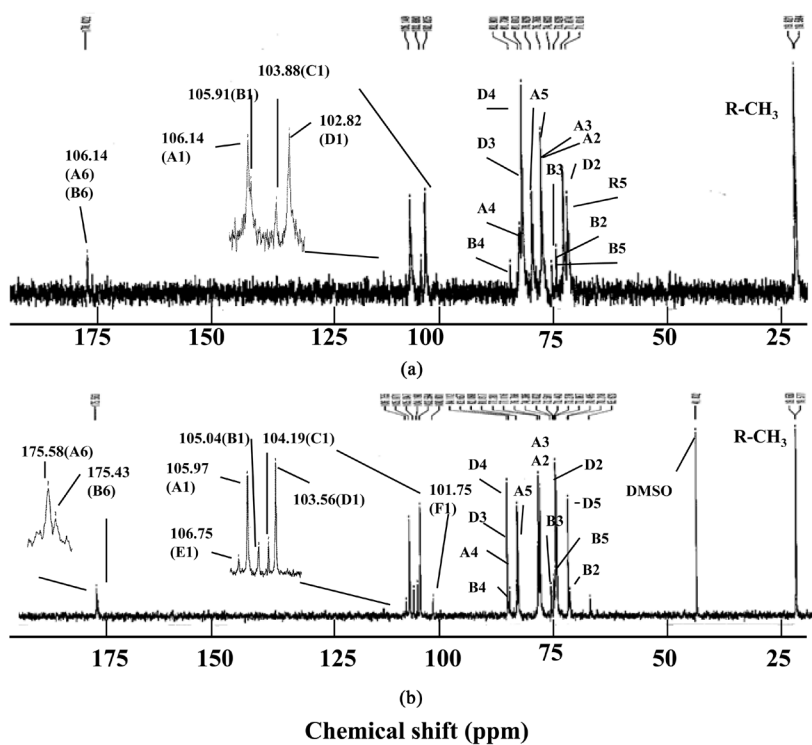 103.88(C1)
105.91(B1)
102.82
(D1)
106.14
(A1)
106.14
(A6)
(B6)
D4
A5
R-CH3
A3
A2
D3
B3
D2
R5
A4
B2
B4
B5
175
150
125
100
75
50
25
(a)
105.04(B1)
104.19(C1)
175.58(A6)
175.43
(B6)
105.97
(A1)
103.56(D1)
101.75
(F1)
106.75
(E1)
A3
A2
R-CH3
D4
D2
A5
DMSO
D5
D3
B3
A4
B5
B4
B2
175
150
125
100
75
50
25
(b)
Chemical shift (ppm)